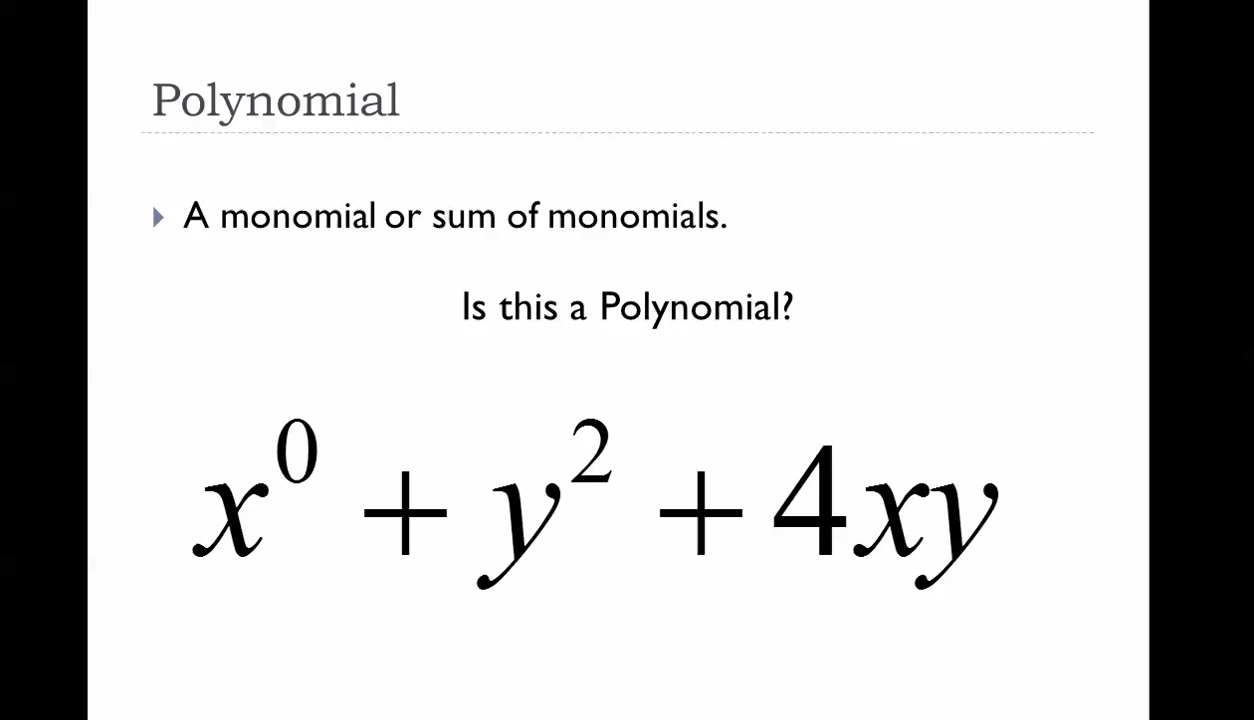 Polynomial
A monomial or sum of monomials.
Is this a Polynomial?
x⁰ + y² + 4xy